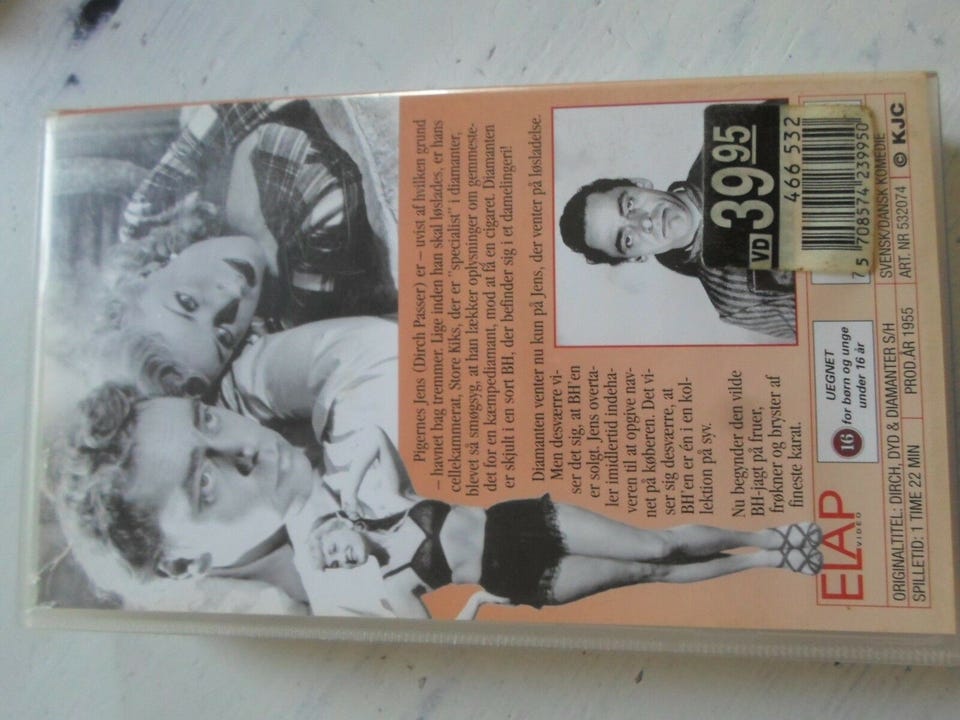 Pigernes Jens (Dirch Passer) er – uvist af hvilken grund
– havnet bag tremmer. Lige inden han skal løslades, er hans
cellekammerat, Store Kiks, der er "specialist" i diamanter,
blevet så smøgsyg, at han lækker oplysninger om gemmeste-
det for en kæmpediamant, mod at få en cigaret. Diamanten
er skjult i en sort BH, der befinder sig i et damelingeri!
Diamanten venter nu kun på Jens, der venter på løsladelse.
Men desværre vi-
ser det sig, at BH'en
er solgt. Jens overta-
ler imidlertid indeha-
veren til at opgive nav-
net på køberen. Det vi-
ser sig desværre, at
BH'en er én i en kol-
lektion på syv.
Nu begynder den vilde
BH-jagt på fruer,
frøkner og bryster af
fineste karat.
VD 39.95
466 532
5 708574 239950
ELAP
VIDEO
16
UEGNET
for børn og unge
under 16 år
SVENSK/DANSK KOMEDIE
ORIGINALTITEL: DIRCH, DYD & DIAMANTER S/H
ART. NR 532074
© KJC
SPILLETID: 1 TIME 22 MIN
PROD.ÅR 1955